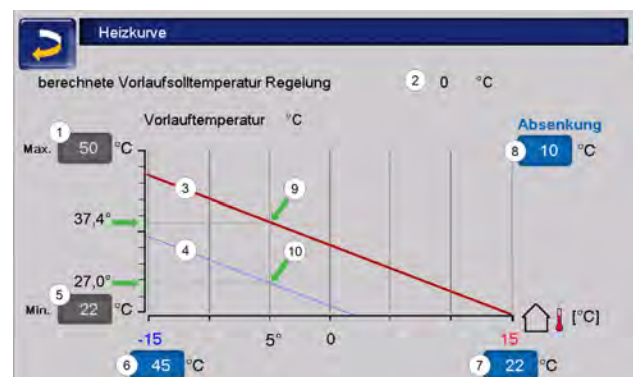 Heizkurve
berechnete Vorlaufsolltemperatur Regelung 2 0 °C
Vorlauftemperatur °C
Absenkung
1
Max. 50 °C
8 10 °C
3
9
37,4°
4
10
27,0°
5
Min. 22 °C
[°C]
-15 5° 0 15
6 45 °C
7 22 °C